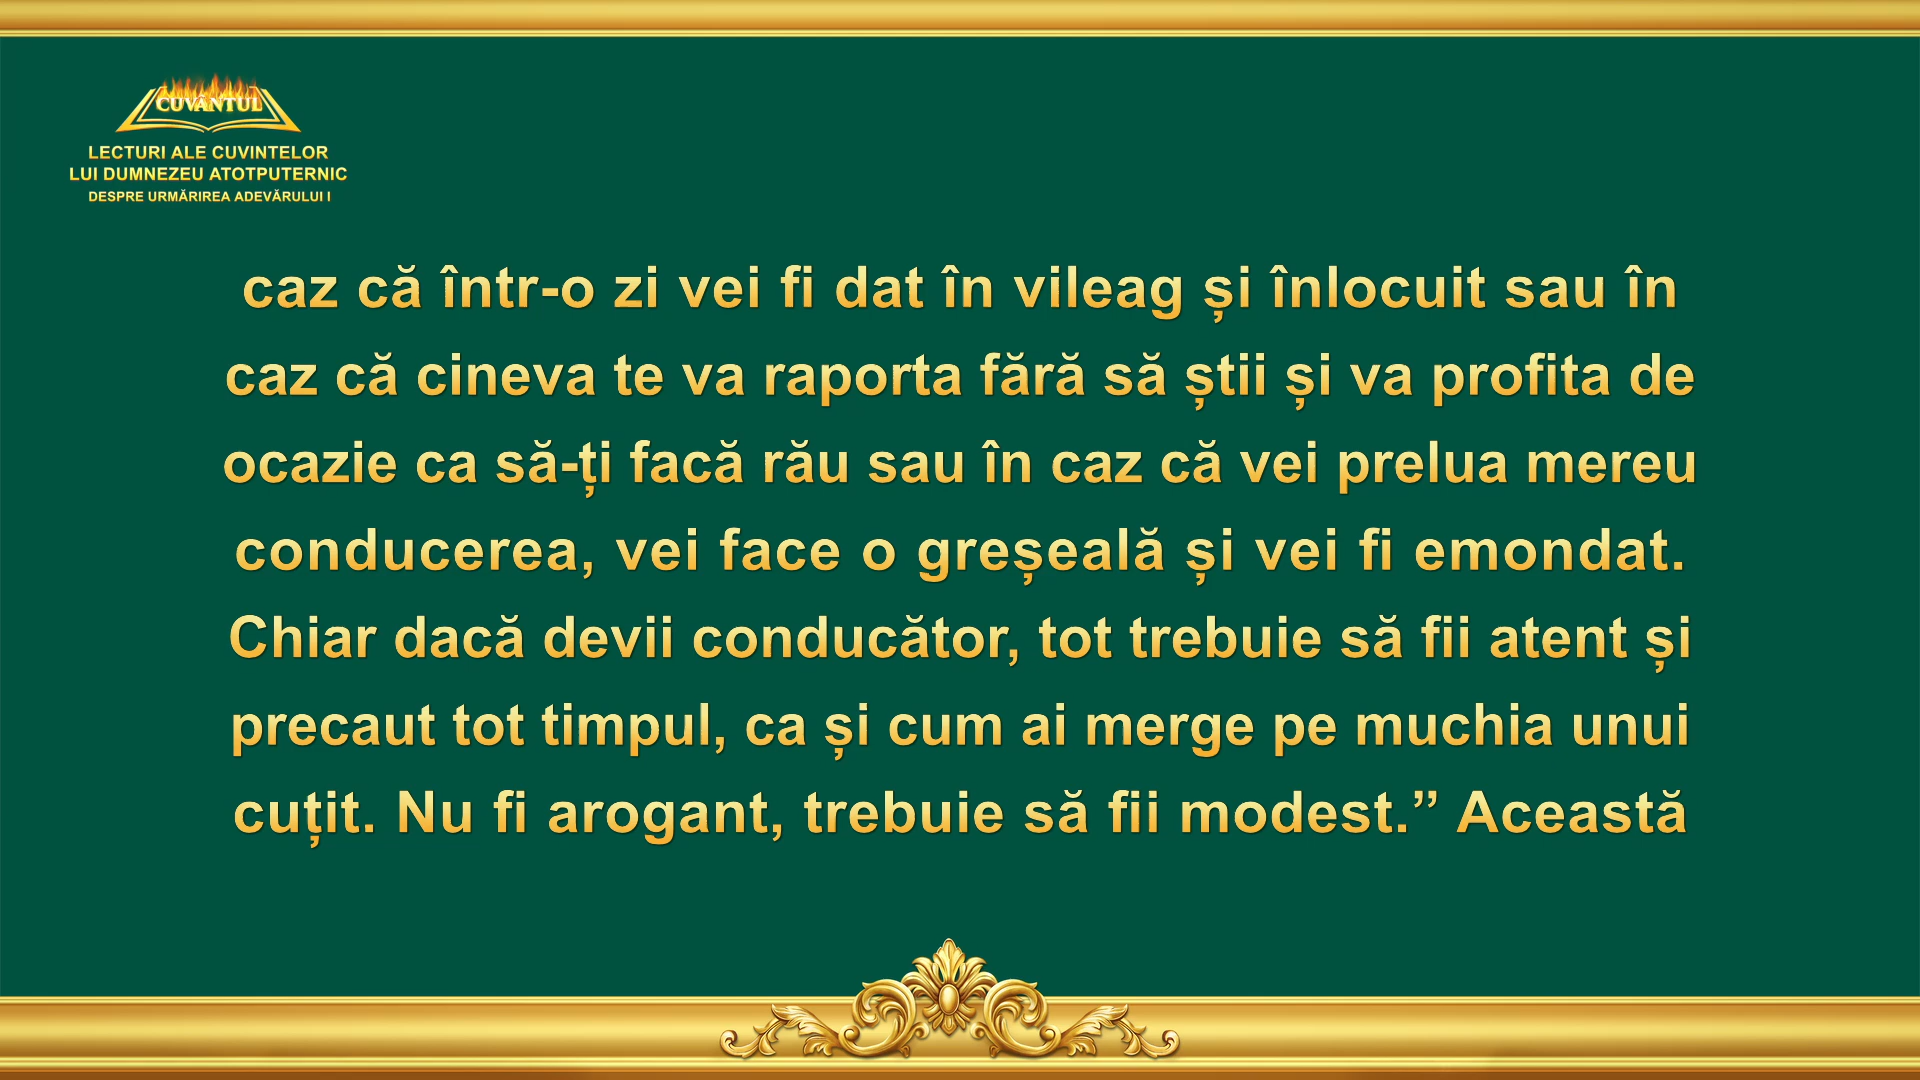 CUVÂNTUL
LECTURI ALE CUVINTELOR
LUI DUMNEZEU ATOTPUTERNIC
DESPRE URMĂRIREA ADEVĂRULUI I
caz că într-o zi vei fi dat în vileag și înlocuit sau în
caz că cineva te va raporta fără să știi și va profita de
ocazie ca să-ți facă rău sau în caz că vei prelua mereu
conducerea, vei face o greșeală și vei fi emondat.
Chiar dacă devii conducător, tot trebuie să fii atent și
precaut tot timpul, ca și cum ai merge pe muchia unui
cuțit. Nu fi arogant, trebuie să fii modest.” Această